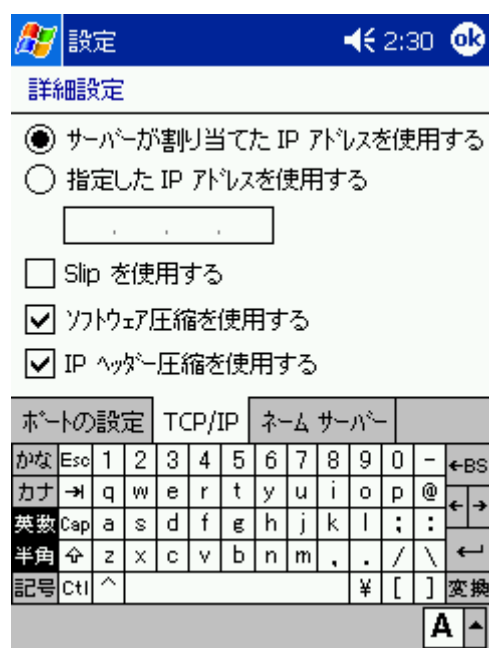 設定 2:30 ok
詳細設定
サーバーが割り当てた IP アドレスを使用する
指定した IP アドレスを使用する
. . .
Slip を使用する
ソフトウェア圧縮を使用する
IP ヘッダー圧縮を使用する
ポートの設定 TCP/IP ネーム サーバー
かな Esc 1 2 3 4 5 6 7 8 9 0 - ←BS
カナ →| q w e r t y u i o p @ ← →
英数 Cap a s d f g h j k l ; :
半角 ⇧ z x c v b n m , . / \ ↵
記号 Ctl ^ ¥ [ ] 変換
A ▲